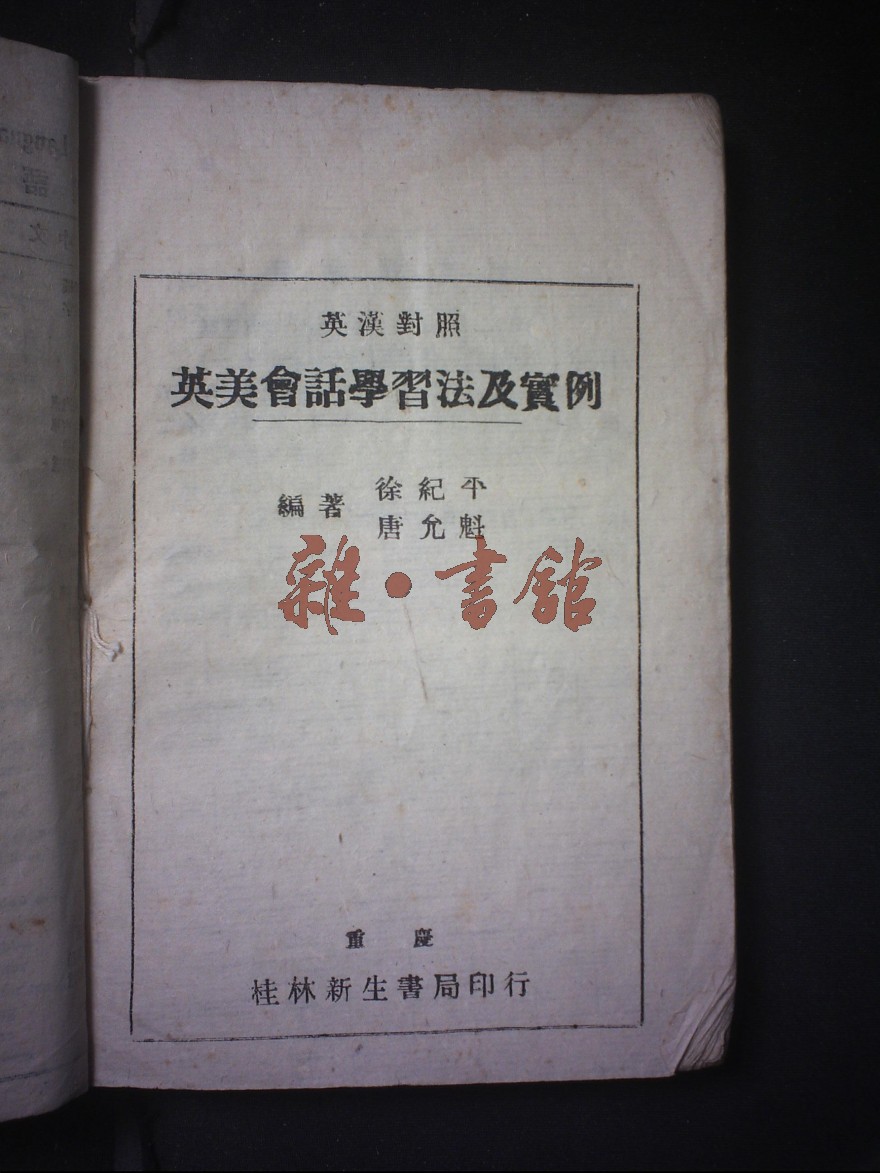 英漢對照
英美會話學習法及實例
編著 徐紀平
唐允魁
雜·書館
重慶
桂林新生書局印行